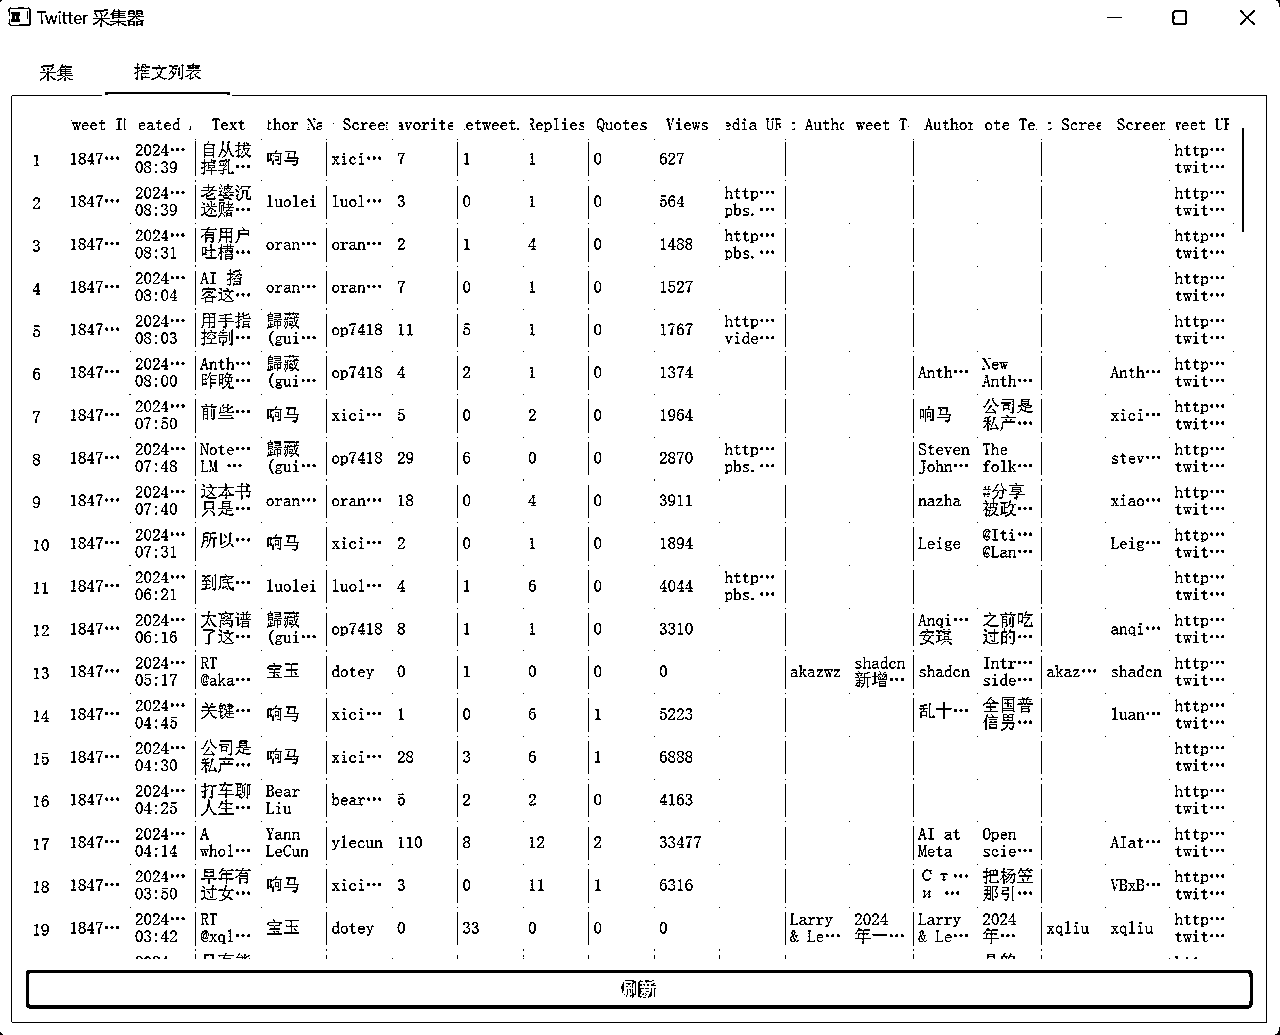 Twitter 采集器
采集 推文列表
weet II eated A Text thor Na Screer avorite etweet. Replies Quotes Views edia UR : Autho weet T Author ote Te : Scree Screer weet UF
1 1847… 2024… 08:39 自从拔掉乳… 响马 xici… 7 1 1 0 627 http… twit…
2 1847… 2024… 08:39 老婆沉迷赌… luolei luol… 3 0 1 0 564 http… pbs.… http… twit…
3 1847… 2024… 08:31 有用户吐槽… oran… oran… 2 1 4 0 1488 http… pbs.… http… twit…
4 1847… 2024… 08:04 AI 搭客这… oran… oran… 7 0 1 0 1527 http… twit…
5 1847… 2024… 08:03 用手指控制… 歸藏(gui… op7418 11 5 1 0 1767 http… vide… http… twit…
6 1847… 2024… 08:00 Anth… 昨晚… 歸藏(gui… op7418 4 2 1 0 1374 Anth… New Anth… Anth… http… twit…
7 1847… 2024… 07:50 前些… 响马 xici… 5 0 2 0 1964 响马 公司是私产… xici… http… twit…
8 1847… 2024… 07:48 Note… LM … 歸藏(gui… op7418 29 6 0 0 2870 http… pbs.… Steven John… The folk… stev… http… twit…
9 1847… 2024… 07:40 这本书只是… oran… oran… 18 0 4 0 3911 nazha #分享 被政… xiao… http… twit…
10 1847… 2024… 07:31 所以… 响马 xici… 2 0 1 0 1894 Leige @Iti… @Lan… Leig… http… twit…
11 1847… 2024… 06:21 到底… luolei luol… 4 1 6 0 4044 http… pbs.… http… twit…
12 1847… 2024… 06:16 太离谱了这… 歸藏(gui… op7418 8 1 1 0 3310 Anqi… 安琪 之前吃过的… anqi… http… twit…
13 1847… 2024… 05:17 RT @aka… 宝玉 dotey 0 1 0 0 0 akazwz shadcn 新增… shadcn Intr… side… akaz… shadcn http… twit…
14 1847… 2024… 04:45 关键… 响马 xici… 1 0 6 1 5223 乱十… 全国普信男… luan… http… twit…
15 1847… 2024… 04:30 公司是私产… 响马 xici… 28 3 6 1 6888 http… twit…
16 1847… 2024… 04:25 打车聊人生… Bear Liu bear… 5 2 2 0 4163 http… twit…
17 1847… 2024… 04:14 A whol… Yann LeCun ylecun 110 8 12 2 33477 AI at Meta Open scie… AIat… http… twit…
18 1847… 2024… 03:50 早年有过女… 响马 xici… 3 0 11 1 6316 С т… и … 把杨笠那引… VBxB… http… twit…
19 1847… 2024… 03:42 RT @xql… 宝玉 dotey 0 33 0 0 0 Larry & Le… 2024 年一… Larry & Le… 2024 年… xqliu xqliu http… twit…
刷新